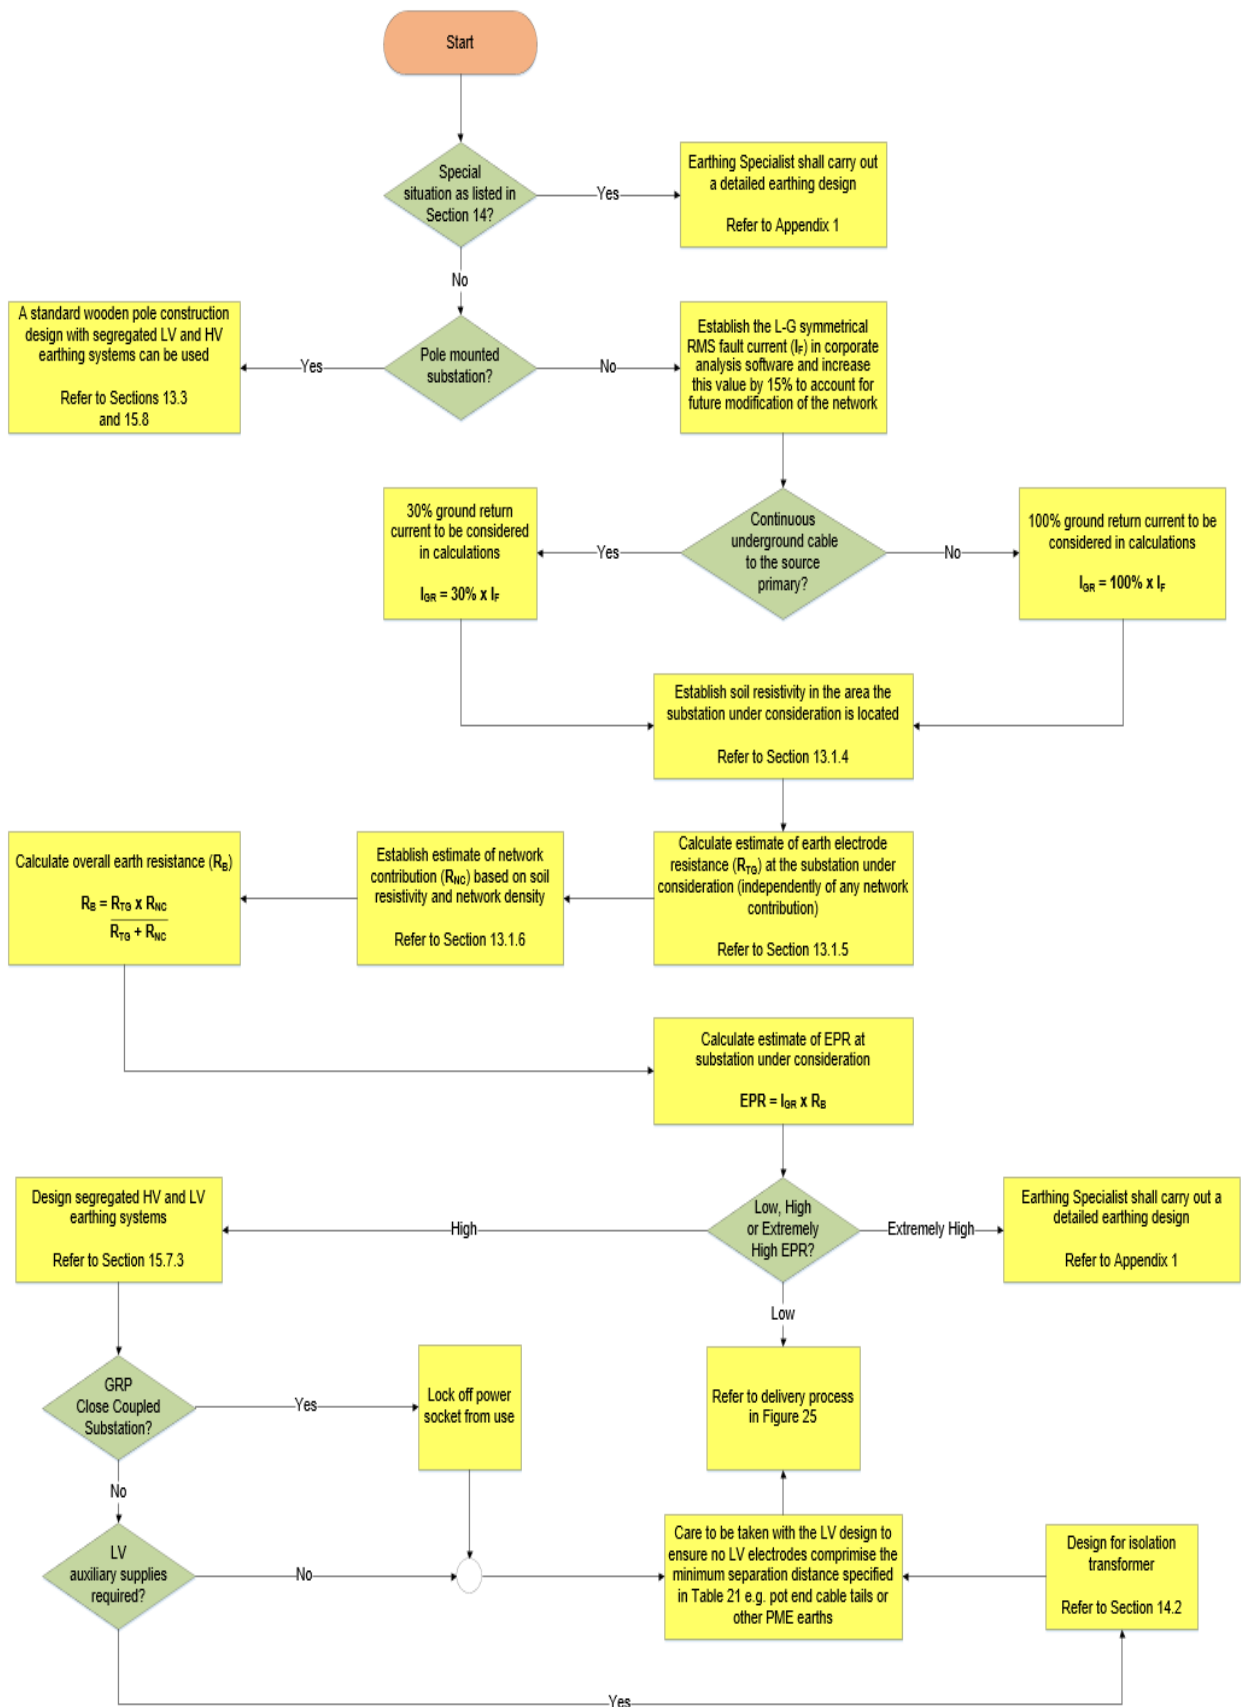 Start
Special
situation as listed in
Section 14?
Yes
Earthing Specialist shall carry out
a detailed earthing design
Refer to Appendix 1
No
A standard wooden pole construction
design with segregated LV and HV
earthing systems can be used
Refer to Sections 13.3
and 15.8
Yes
Pole mounted
substation?
No
Establish the L-G symmetrical
RMS fault current (IF) in corporate
analysis software and increase
this value by 15% to account for
future modification of the network
30% ground return
current to be considered
in calculations
IGR = 30% x IF
Yes
Continuous
underground cable
to the source
primary?
No
100% ground return current to be
considered in calculations
IGR = 100% x IF
Establish soil resistivity in the area the
substation under consideration is located
Refer to Section 13.1.4
Calculate overall earth resistance (RB)
RB = RTG x RNC
RTG + RNC
Establish estimate of network
contribution (RNC) based on soil
resistivity and network density
Refer to Section 13.1.6
Calculate estimate of earth electrode
resistance (RTG) at the substation under
consideration (independently of any network
contribution)
Refer to Section 13.1.5
Calculate estimate of EPR at
substation under consideration
EPR = IGR x RB
Design segregated HV and LV
earthing systems
Refer to Section 15.7.3
High
Low, High
or Extremely
High EPR?
Extremely High
Earthing Specialist shall carry out a
detailed earthing design
Refer to Appendix 1
Low
GRP
Close Coupled
Substation?
Yes
Lock off power
socket from use
Refer to delivery process
in Figure 25
No
LV
auxiliary supplies
required?
No
Care to be taken with the LV design to
ensure no LV electrodes comprimise the
minimum separation distance specified
in Table 21 e.g. pot end cable tails or
other PME earths
Design for isolation
transformer
Refer to Section 14.2
Yes